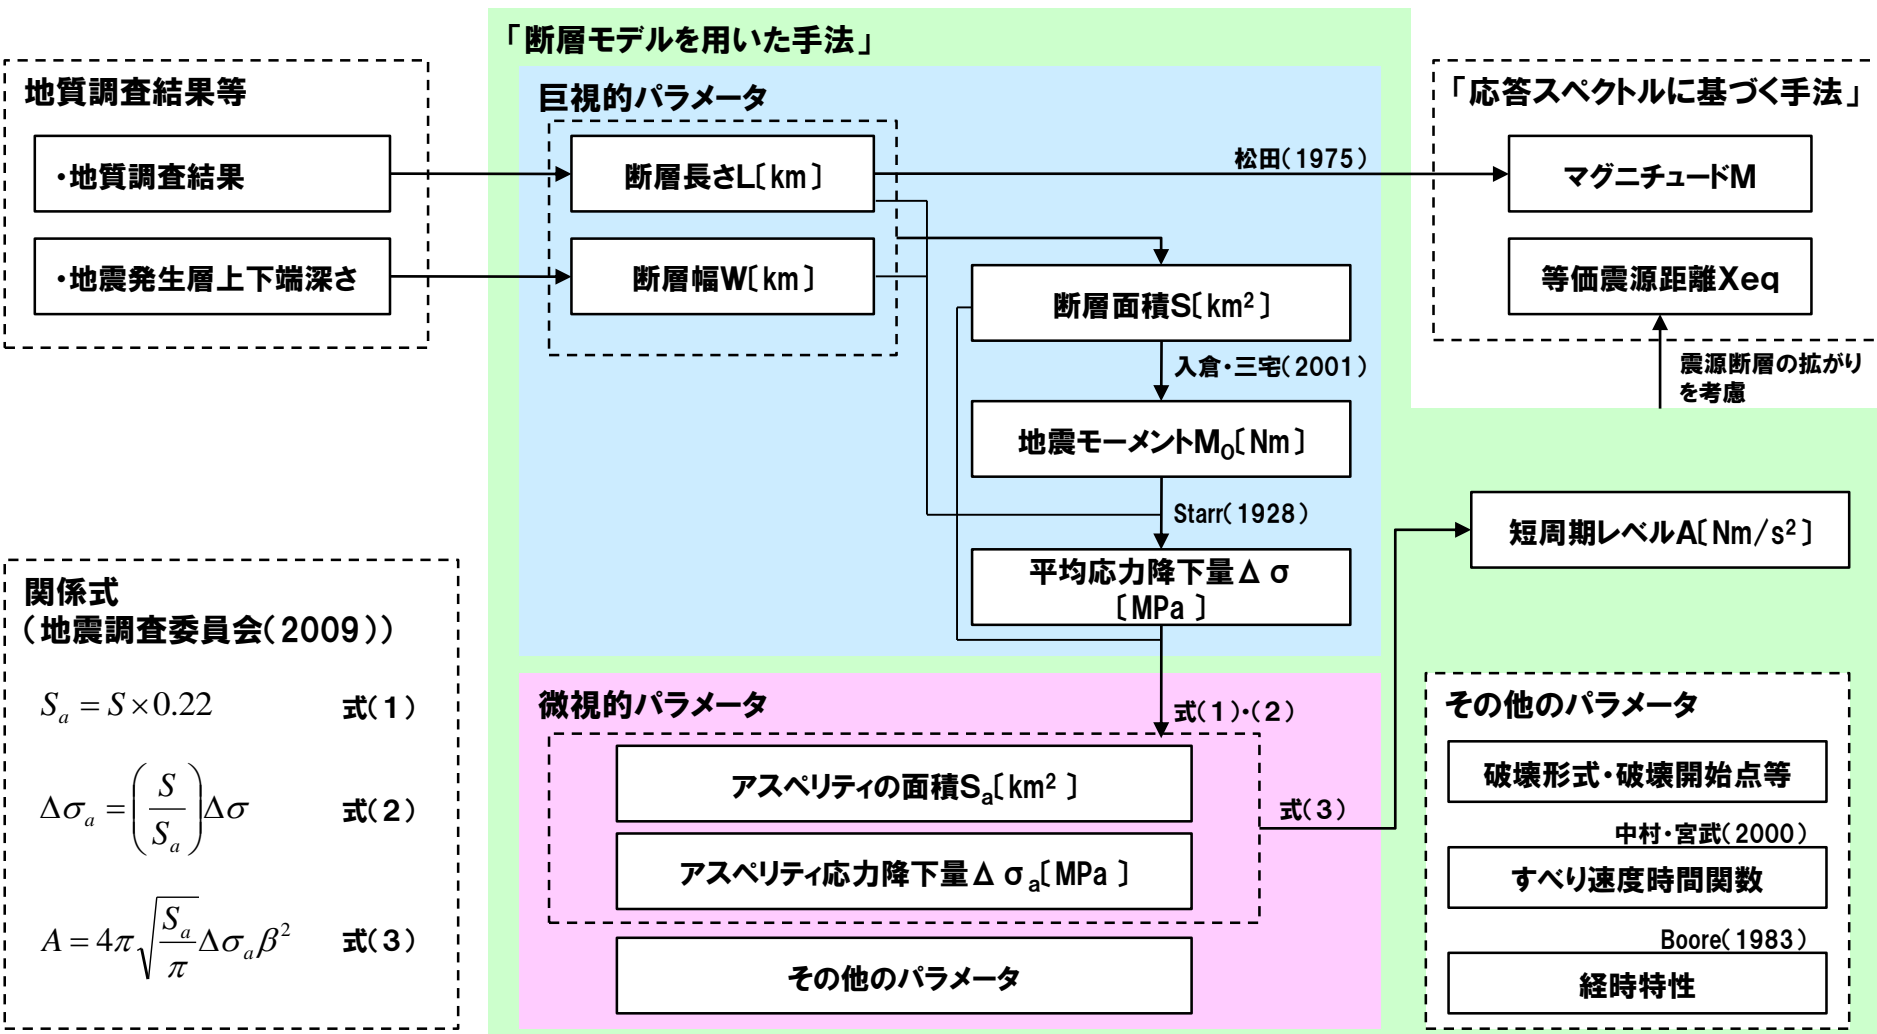 「断層モデルを用いた手法」
地質調査結果等
・地質調査結果
・地震発生層上下端深さ
巨視的パラメータ
断層長さL〔km〕
断層幅W〔km〕
松田(1975)
断層面積S〔km²〕
入倉・三宅(2001)
地震モーメントM₀〔Nm〕
Starr(1928)
平均応力降下量Δσ
〔MPa〕
「応答スペクトルに基づく手法」
マグニチュードM
等価震源距離Xeq
震源断層の拡がり
を考慮
短周期レベルA〔Nm/s²〕
関係式
(地震調査委員会(2009))
Sₐ = S×0.22 式(1)
Δσₐ = (S/Sₐ)Δσ 式(2)
A = 4π√(Sₐ/π)Δσₐβ² 式(3)
微視的パラメータ
式(1)・(2)
アスペリティの面積Sₐ〔km²〕
アスペリティ応力降下量Δσₐ〔MPa〕
式(3)
その他のパラメータ
その他のパラメータ
破壊形式・破壊開始点等
中村・宮武(2000)
すべり速度時間関数
Boore(1983)
経時特性